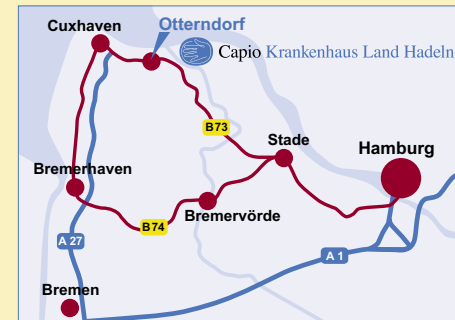 Otterndorf
Cuxhaven
Capio Krankenhaus Land Hadeln
B73
Stade
Hamburg
Bremerhaven
Bremervörde
B74
A 27
A 1
Bremen